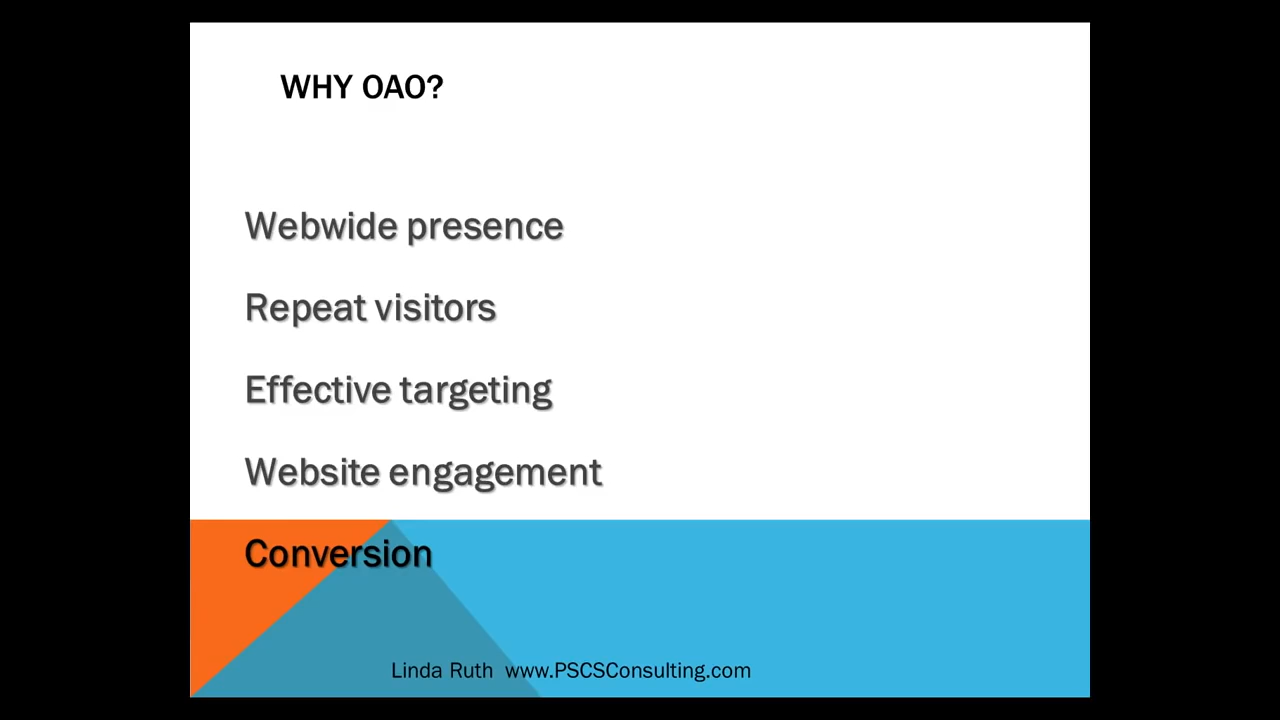 WHY OAO?
Webwide presence
Repeat visitors
Effective targeting
Website engagement
Conversion
Linda Ruth www.PSCSConsulting.com